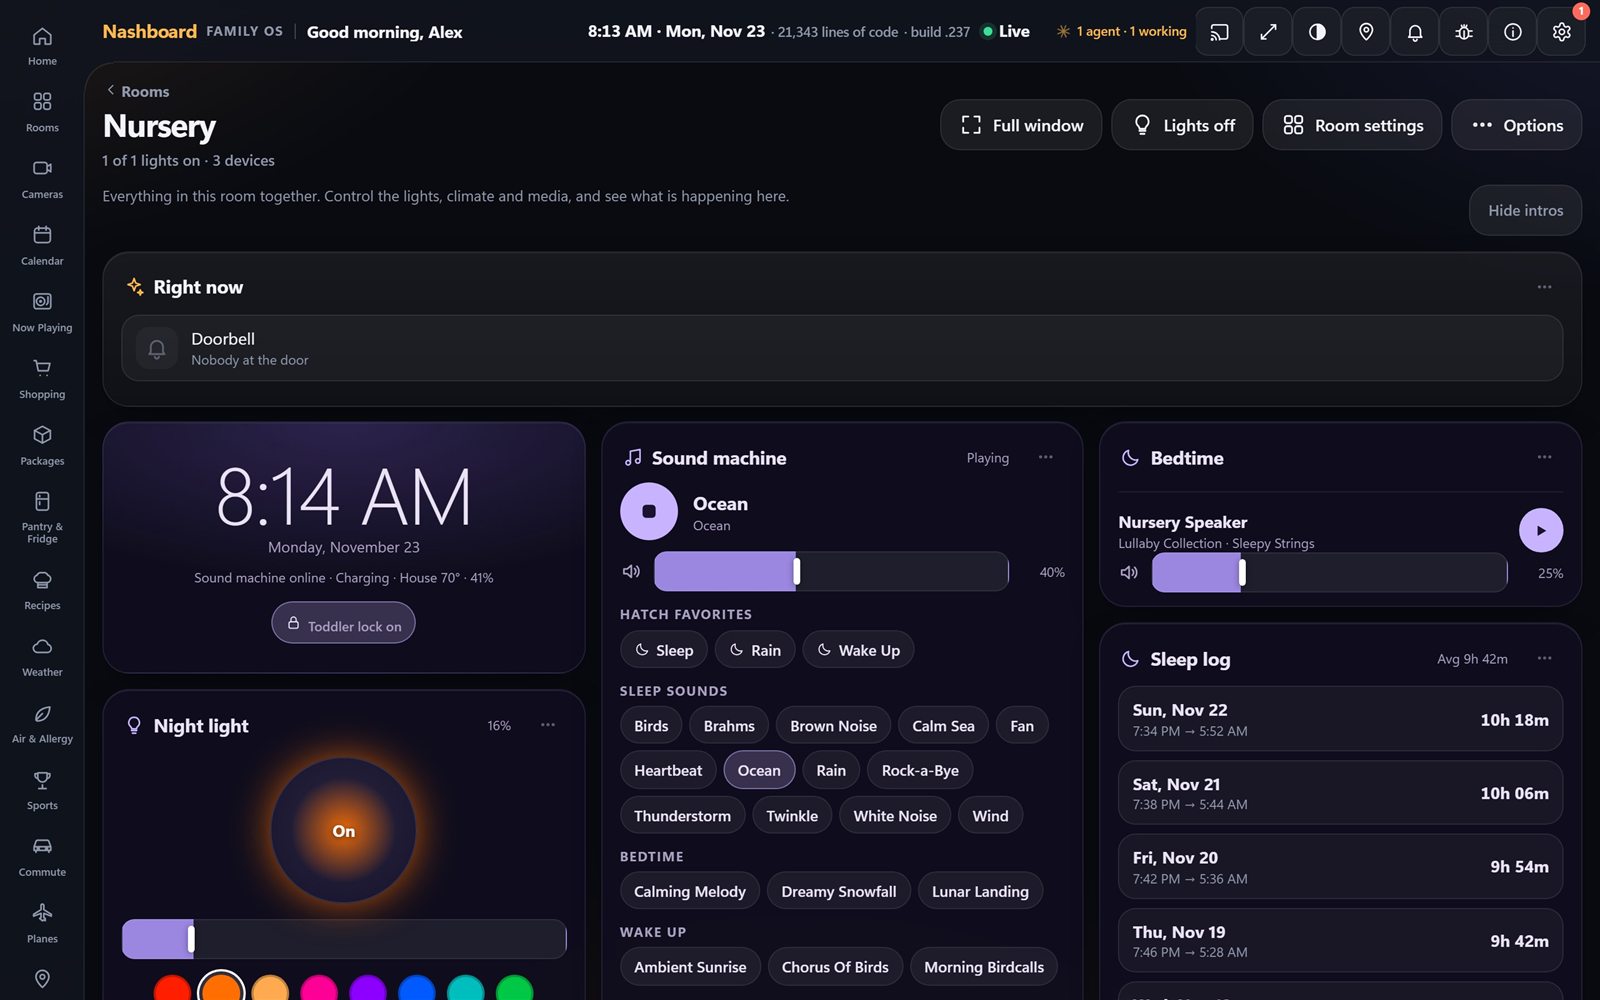 Nashboard FAMILY OS Good morning, Alex
8:13 AM · Mon, Nov 23 · 21,343 lines of code · build .237 Live
1 agent · 1 working
1
Home
Rooms
Cameras
Calendar
Now Playing
Shopping
Packages
Pantry &
Fridge
Recipes
Weather
Air & Allergy
Sports
Commute
Planes
Rooms
Nursery
1 of 1 lights on · 3 devices
Everything in this room together. Control the lights, climate and media, and see what is happening here.
Full window
Lights off
Room settings
Options
Hide intros
Right now
Doorbell
Nobody at the door
8:14 AM
Monday, November 23
Sound machine online · Charging · House 70° · 41%
Toddler lock on
Night light 16%
On
Sound machine Playing
Ocean
Ocean
40%
HATCH FAVORITES
Sleep Rain Wake Up
SLEEP SOUNDS
Birds Brahms Brown Noise Calm Sea Fan
Heartbeat Ocean Rain Rock-a-Bye
Thunderstorm Twinkle White Noise Wind
BEDTIME
Calming Melody Dreamy Snowfall Lunar Landing
WAKE UP
Ambient Sunrise Chorus Of Birds Morning Birdcalls
Bedtime
Nursery Speaker
Lullaby Collection · Sleepy Strings
25%
Sleep log Avg 9h 42m
Sun, Nov 22
7:34 PM → 5:52 AM
10h 18m
Sat, Nov 21
7:38 PM → 5:44 AM
10h 06m
Fri, Nov 20
7:42 PM → 5:36 AM
9h 54m
Thu, Nov 19
7:46 PM → 5:28 AM
9h 42m